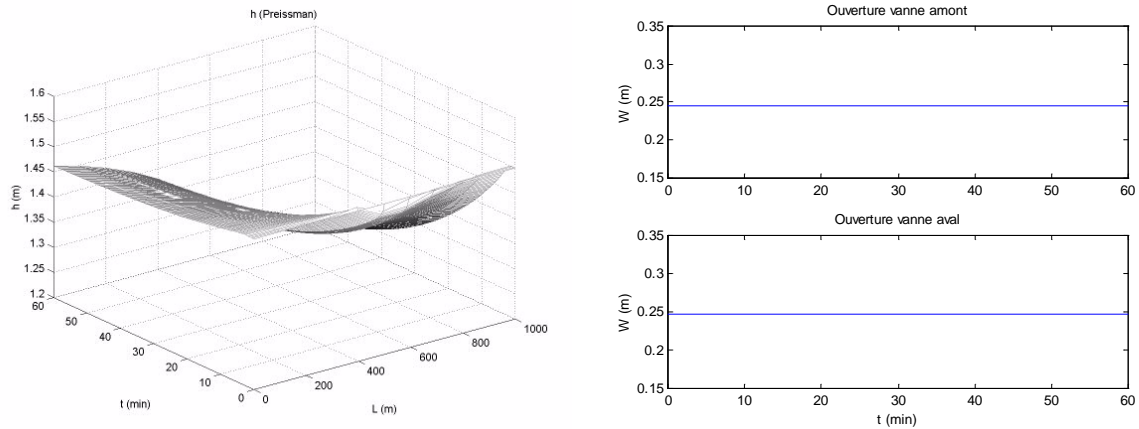 h (Preissman)
1.6
1.55
1.5
1.45
1.4
1.35
1.3
1.25
1.2
h (m)
60
50
40
30
20
10
0
t (min)
0
200
400
600
800
1000
L (m)
Ouverture vanne amont
0.35
0.3
0.25
0.2
0.15
W (m)
0 10 20 30 40 50 60
Ouverture vanne aval
0.35
0.3
0.25
0.2
0.15
W (m)
0 10 20 30 40 50 60
t (min)